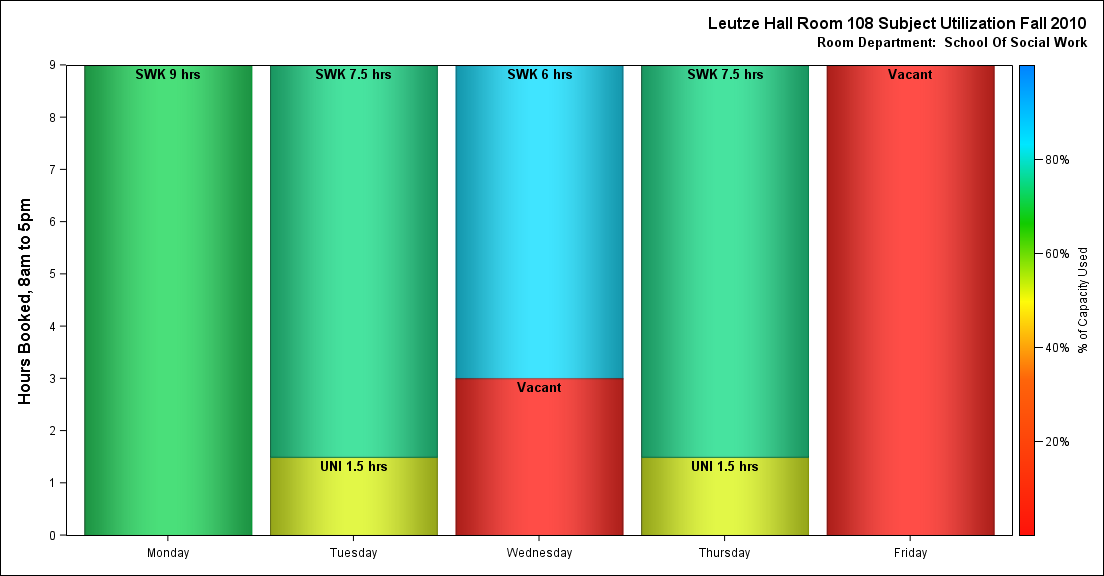 Leutze Hall Room 108 Subject Utilization Fall 2010
Room Department:  School Of Social Work
Hours Booked, 8am to 5pm
9
8
7
6
5
4
3
2
1
0
SWK 9 hrs
SWK 7.5 hrs
UNI 1.5 hrs
SWK 6 hrs
Vacant
SWK 7.5 hrs
UNI 1.5 hrs
Vacant
Monday
Tuesday
Wednesday
Thursday
Friday
80%
60%
40%
20%
% of Capacity Used